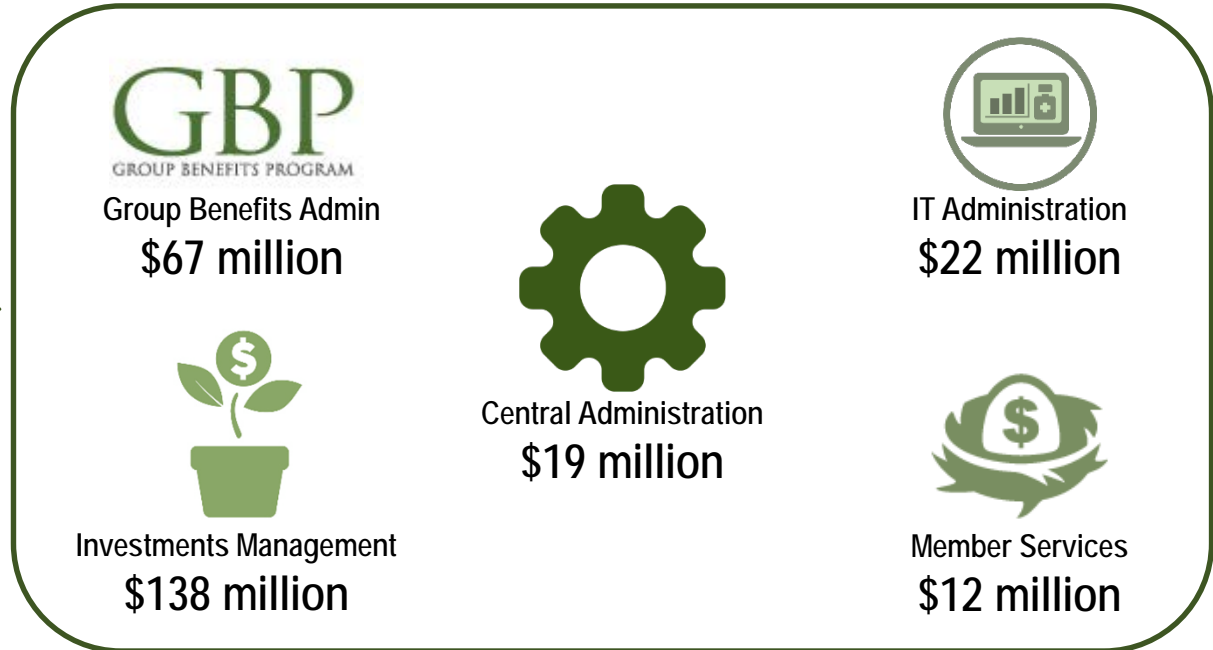 GBP
GROUP BENEFITS PROGRAM
Group Benefits Admin
$67 million
$
Investments Management
$138 million
Central Administration
$19 million
IT Administration
$22 million
$
Member Services
$12 million